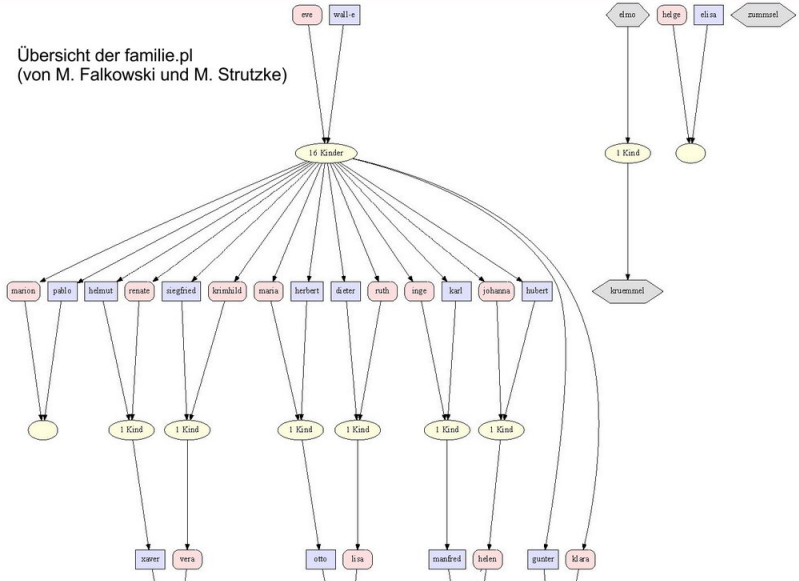 eve wall-e elmo helge elisa zummsel
Übersicht der familie.pl
(von M. Falkowski und M. Strutzke)
16 Kinder 1 Kind
marion pablo helmut renate siegfried krimhild maria herbert dieter ruth inge karl johanna hubert kruemmel
1 Kind 1 Kind 1 Kind 1 Kind 1 Kind 1 Kind
xaver vera otto lisa manfred helen gunter klara